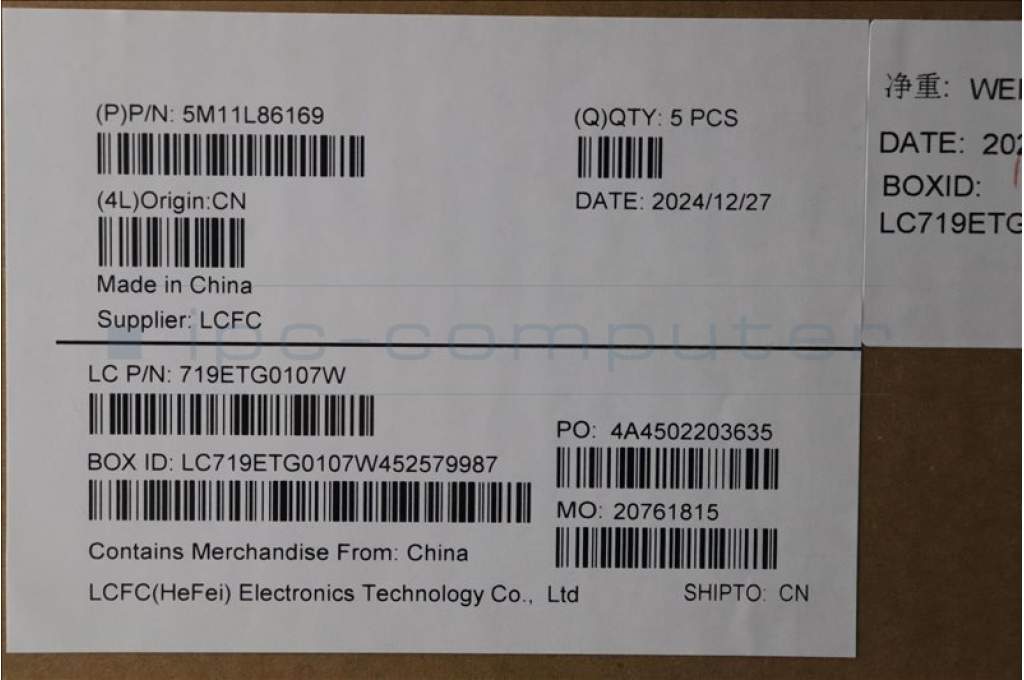 (P)P/N: 5M11L86169
(Q)QTY: 5 PCS
(4L)Origin:CN
DATE: 2024/12/27
Made in China
Supplier: LCFC
ipc-computer
LC P/N: 719ETG0107W
PO: 4A4502203635
BOX ID: LC719ETG0107W452579987
MO: 20761815
Contains Merchandise From: China
LCFC(HeFei) Electronics Technology Co., Ltd
SHIPTO: CN
净重:
DATE:
BOXID: